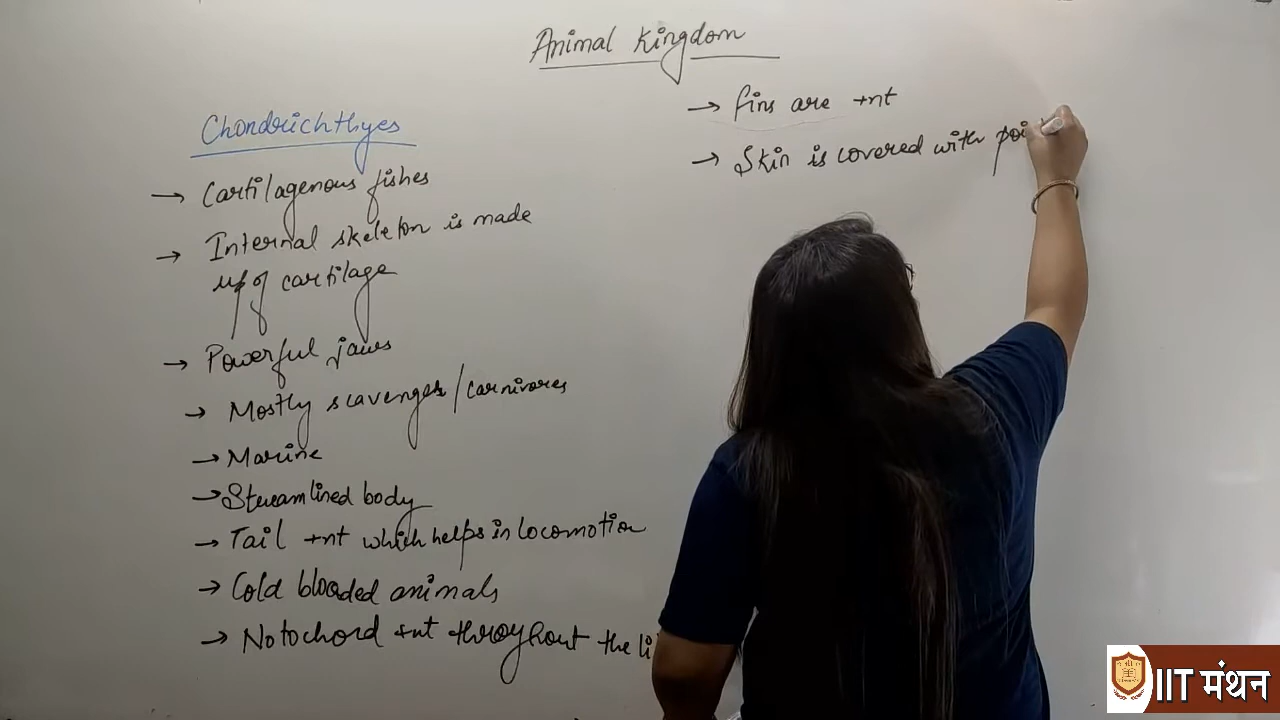 Animal Kingdom
Chondrichthyes
→ Cartilagenous fishes
→ Internal skeleton is made
up of cartilage
→ Powerful jaws
→ Mostly scavengers/carnivores
→ Marine
→ Streamlined body
→ Tail +nt which helps in locomotion
→ Cold blooded animals
→ Notochord +nt throughout the li
→ fins are +nt
→ Skin is covered with poi
IIT मंथन